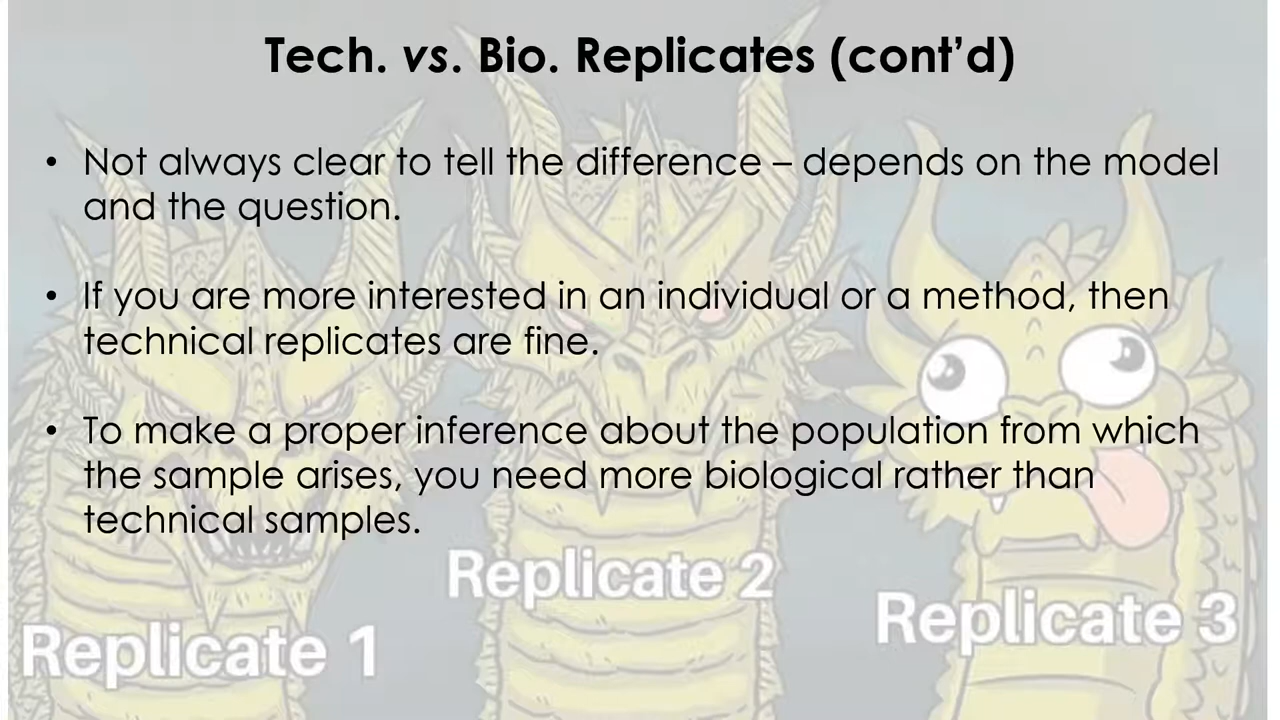 Tech. vs. Bio. Replicates (cont’d)
• Not always clear to tell the difference – depends on the model
and the question.
• If you are more interested in an individual or a method, then
technical replicates are fine.
• To make a proper inference about the population from which
the sample arises, you need more biological rather than
technical samples.
Replicate 1
Replicate 2
Replicate 3